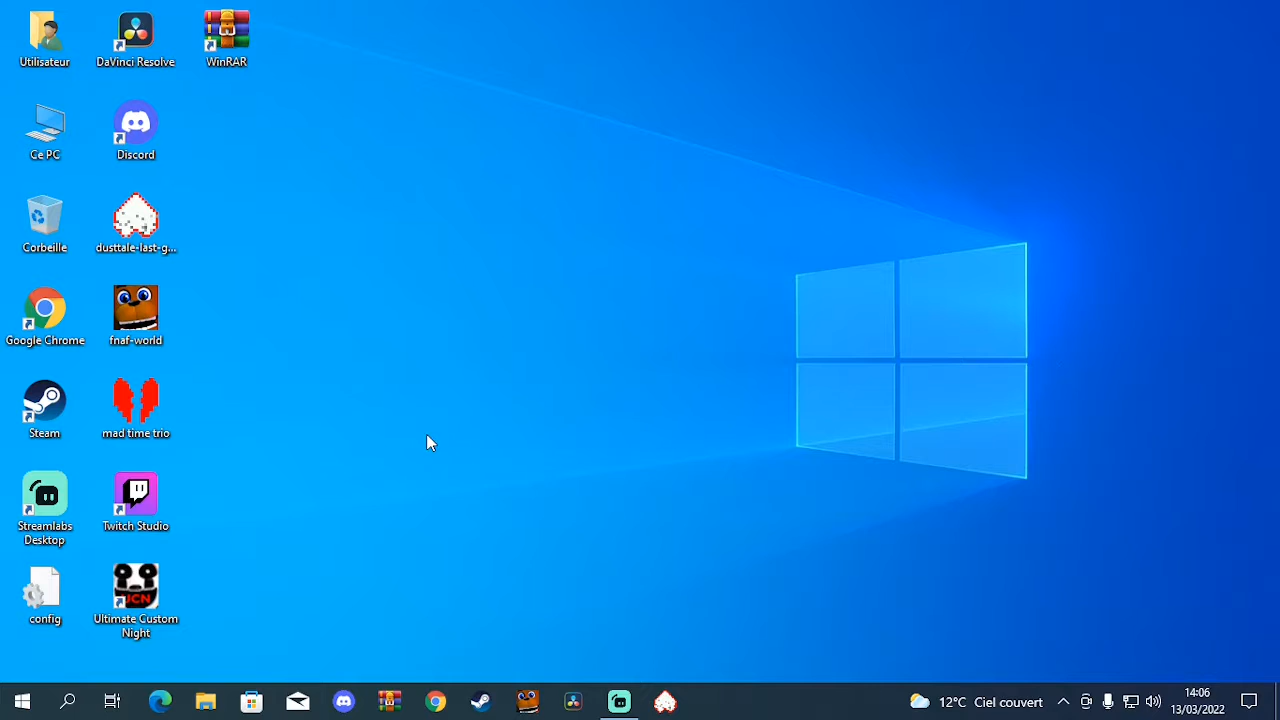 Utilisateur
DaVinci Resolve
WinRAR
Ce PC
Discord
Corbeille
dusttale-last-g...
Google Chrome
fnaf-world
Steam
mad time trio
Streamlabs
Desktop
Twitch Studio
config
UCN
Ultimate Custom
Night
12°C Ciel couvert
14:06
13/03/2022